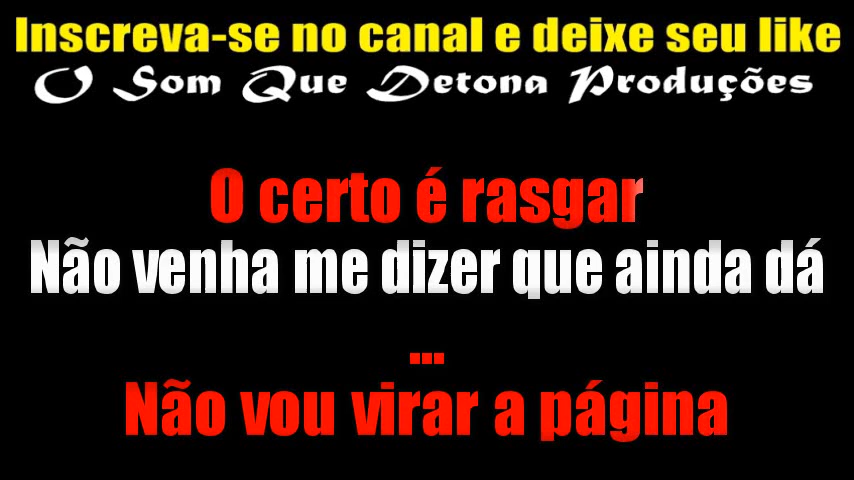 Inscreva-se no canal e deixe seu like
O Som Que Detona Produções
O certo é rasgar
Não venha me dizer que ainda dá
...
Não vou virar a página